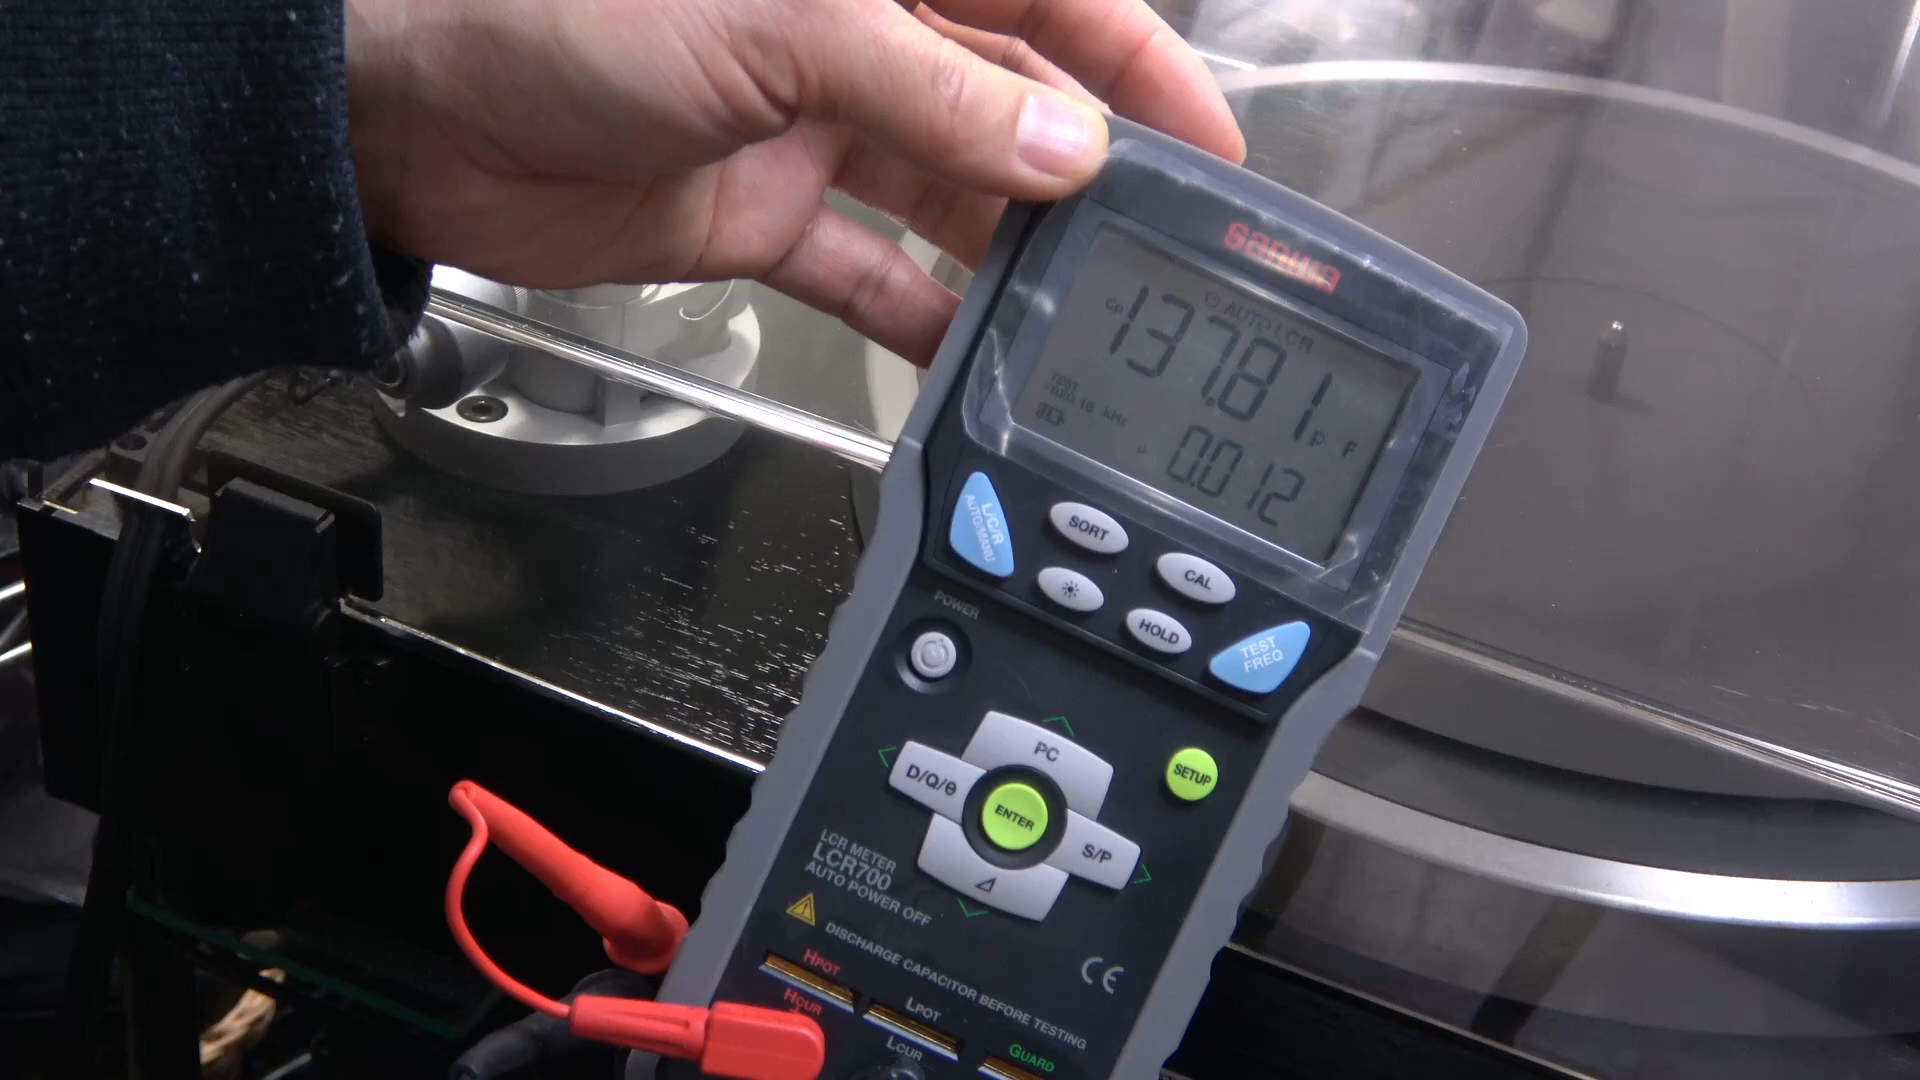 sanwa
AUTO LCR
Cp 137.81 p F
TEST
FREQ. 10 kHz
D 0.012
L/C/R
AUTO/MANU
SORT
CAL
HOLD
TEST
FREQ
POWER
PC
D/Q/θ
ENTER
S/P
SETUP
LCR METER
LCR700
AUTO POWER OFF
DISCHARGE CAPACITOR BEFORE TESTING
CE
HPOT
HCUR
LPOT
LCUR
GUARD